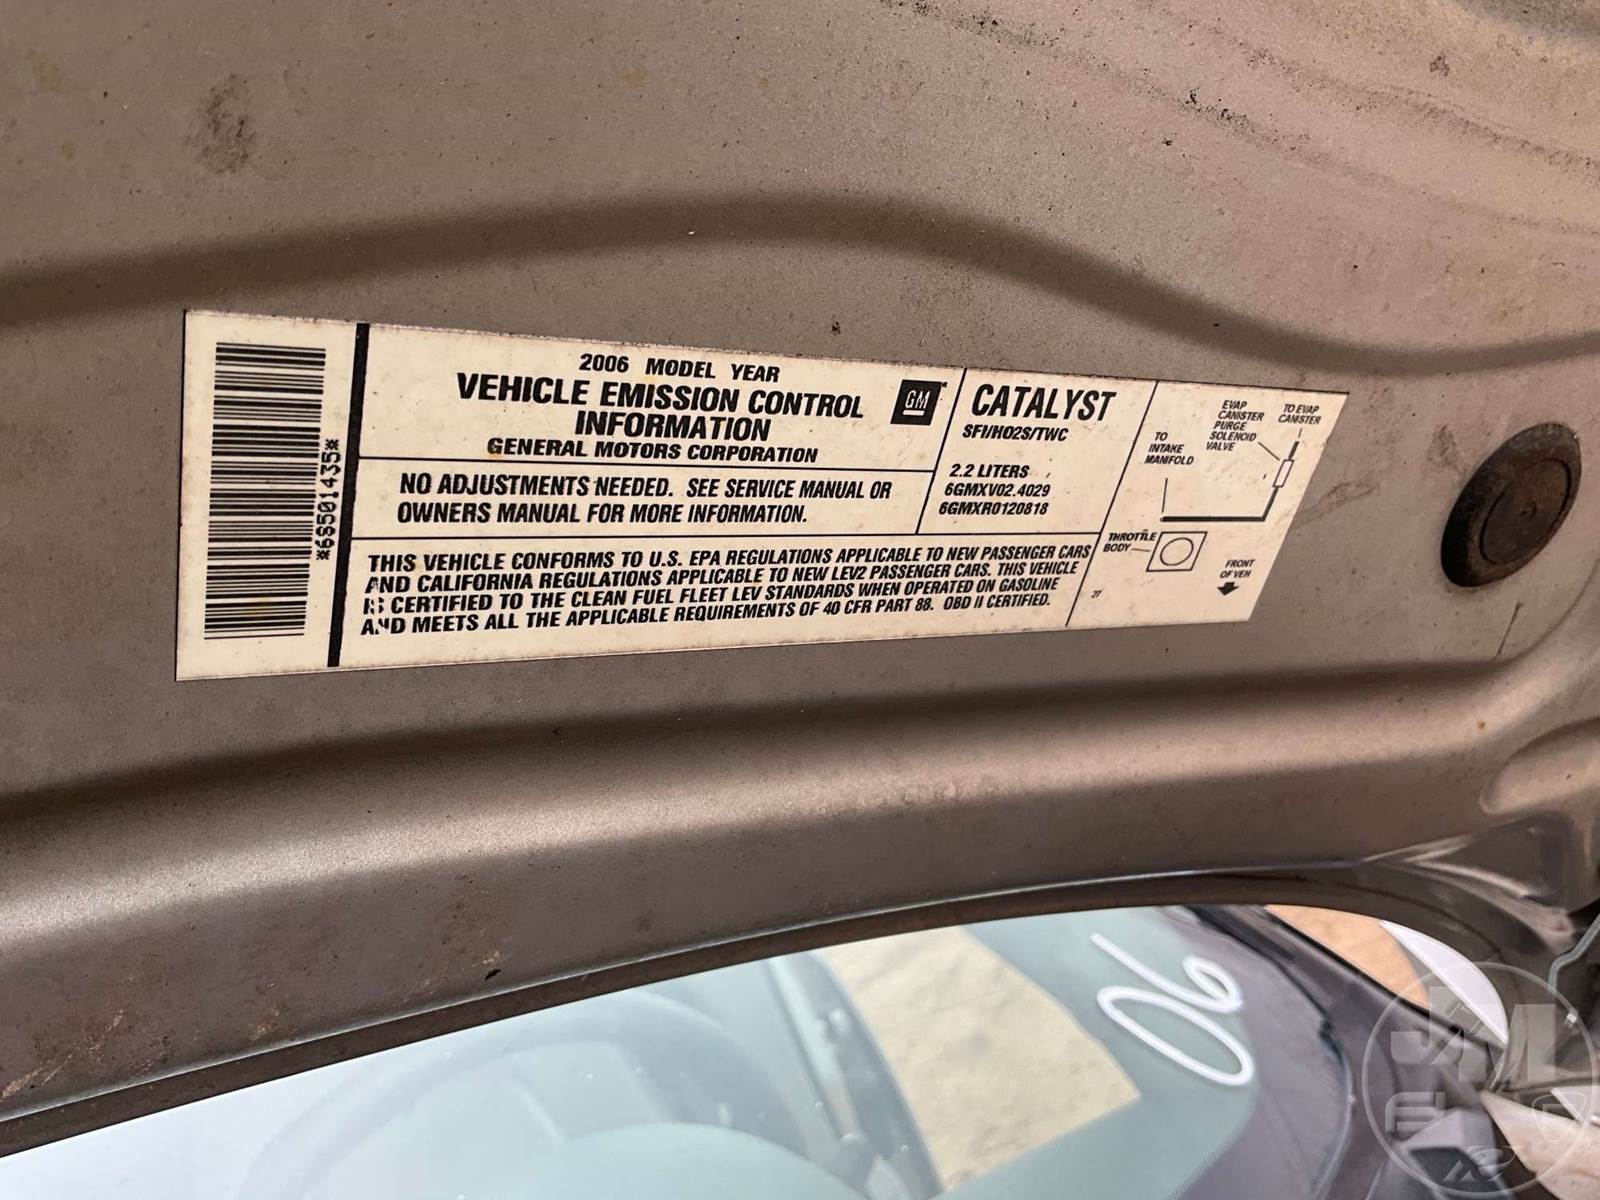 *6S501435*
2006 MODEL YEAR
VEHICLE EMISSION CONTROL
INFORMATION
GENERAL MOTORS CORPORATION
GM
NO ADJUSTMENTS NEEDED. SEE SERVICE MANUAL OR
OWNERS MANUAL FOR MORE INFORMATION.
THIS VEHICLE CONFORMS TO U.S. EPA REGULATIONS APPLICABLE TO NEW PASSENGER CARS
AND CALIFORNIA REGULATIONS APPLICABLE TO NEW LEV2 PASSENGER CARS. THIS VEHICLE
IS CERTIFIED TO THE CLEAN FUEL FLEET LEV STANDARDS WHEN OPERATED ON GASOLINE
AND MEETS ALL THE APPLICABLE REQUIREMENTS OF 40 CFR PART 88. OBD II CERTIFIED.
CATALYST
SFI/HO2S/TWC
2.2 LITERS
6GMXV02.4029
6GMXR0120818
TO
INTAKE
MANIFOLD
EVAP
CANISTER
PURGE
SOLENOID
VALVE
TO EVAP
CANISTER
THROTTLE
BODY
FRONT
OF VEH
06
JM